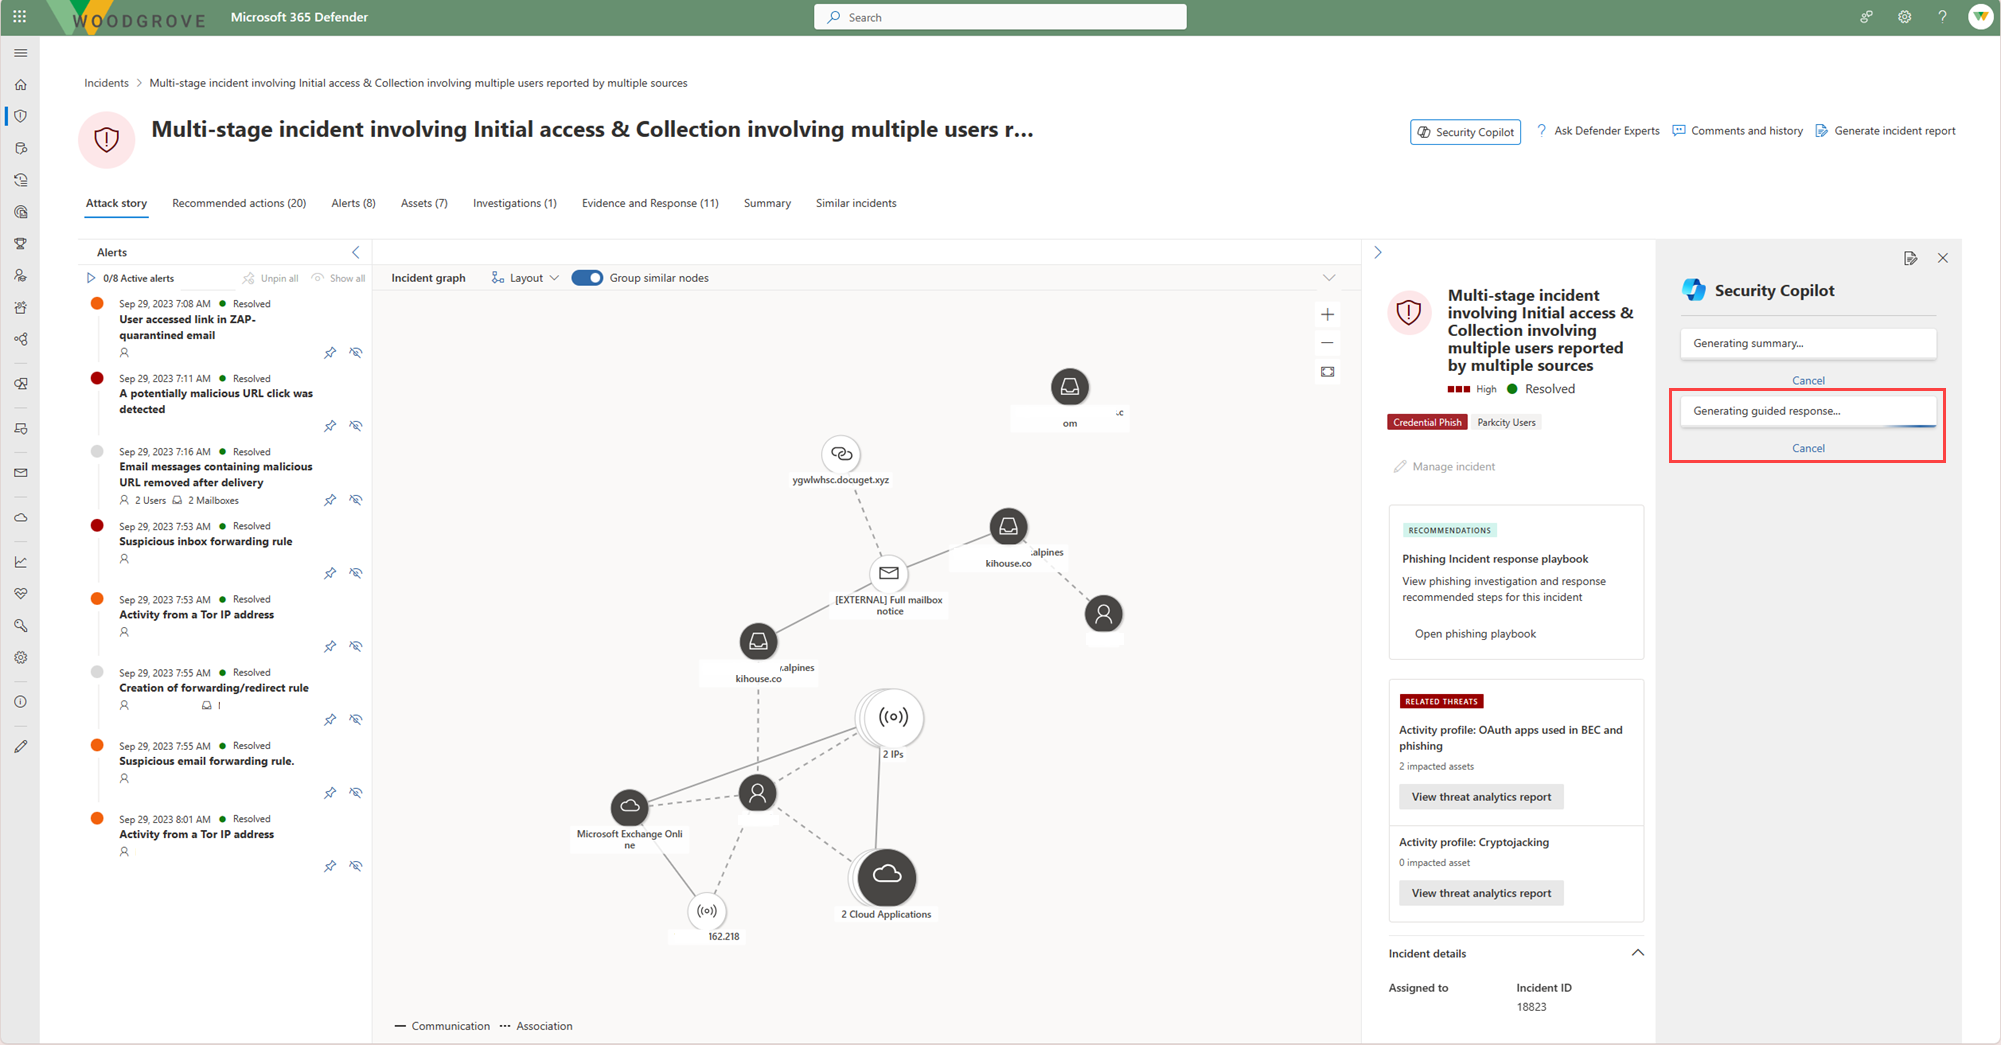 WOODGROVE
Microsoft 365 Defender
Search
Incidents > Multi-stage incident involving Initial access & Collection involving multiple users reported by multiple sources
Multi-stage incident involving Initial access & Collection involving multiple users r...
Security Copilot
Ask Defender Experts
Comments and history
Generate incident report
Attack story
Recommended actions (20)
Alerts (8)
Assets (7)
Investigations (1)
Evidence and Response (11)
Summary
Similar incidents
Alerts
0/8 Active alerts
Unpin all
Show all
Sep 29, 2023 7:08 AM Resolved
User accessed link in ZAP-
quarantined email
Sep 29, 2023 7:11 AM Resolved
A potentially malicious URL click was
detected
Sep 29, 2023 7:16 AM Resolved
Email messages containing malicious
URL removed after delivery
2 Users 2 Mailboxes
Sep 29, 2023 7:53 AM Resolved
Suspicious inbox forwarding rule
Sep 29, 2023 7:53 AM Resolved
Activity from a Tor IP address
Sep 29, 2023 7:55 AM Resolved
Creation of forwarding/redirect rule
Sep 29, 2023 7:55 AM Resolved
Suspicious email forwarding rule.
Sep 29, 2023 8:01 AM Resolved
Activity from a Tor IP address
Incident graph
Layout
Group similar nodes
.c
om
ygwlwhsc.docuget.xyz
.alpines
kihouse.co
[EXTERNAL] Full mailbox
notice
.alpines
kihouse.co
2 IPs
Microsoft Exchange Onli
ne
2 Cloud Applications
162.218
Communication
Association
Multi-stage incident
involving Initial access &
Collection involving
multiple users reported
by multiple sources
High Resolved
Credential Phish
Parkcity Users
Manage incident
RECOMMENDATIONS
Phishing Incident response playbook
View phishing investigation and response
recommended steps for this incident
Open phishing playbook
RELATED THREATS
Activity profile: OAuth apps used in BEC and
phishing
2 impacted assets
View threat analytics report
Activity profile: Cryptojacking
0 impacted asset
View threat analytics report
Incident details
Assigned to
Incident ID
18823
Security Copilot
Generating summary...
Cancel
Generating guided response...
Cancel